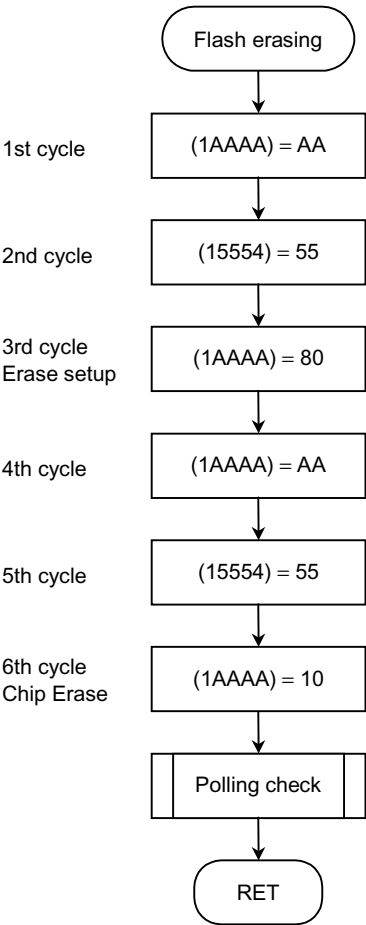 Flash erasing
1st cycle
(1AAAA) = AA
2nd cycle
(15554) = 55
3rd cycle
Erase setup
(1AAAA) = 80
4th cycle
(1AAAA) = AA
5th cycle
(15554) = 55
6th cycle
Chip Erase
(1AAAA) = 10
Polling check
RET